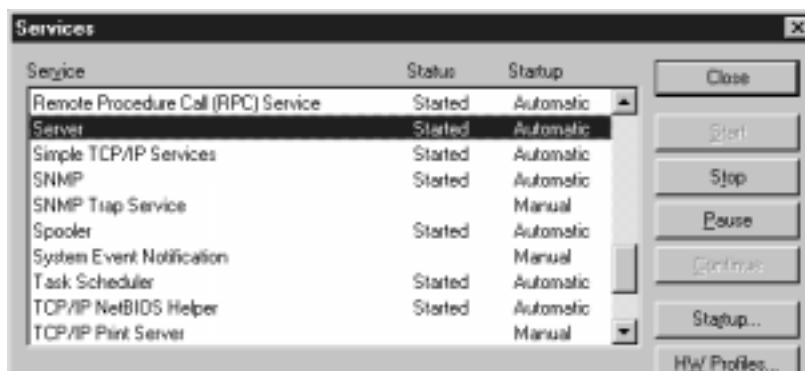 Services
Service Status Startup
Remote Procedure Call (RPC) Service Started Automatic
Server Started Automatic
Simple TCP/IP Services Started Automatic
SNMP Started Automatic
SNMP Trap Service Manual
Spooler Started Automatic
System Event Notification Manual
Task Scheduler Started Automatic
TCP/IP NetBIOS Helper Started Automatic
TCP/IP Print Server Manual
Close
Start
Stop
Pause
Continue
Startup...
HW Profiles...